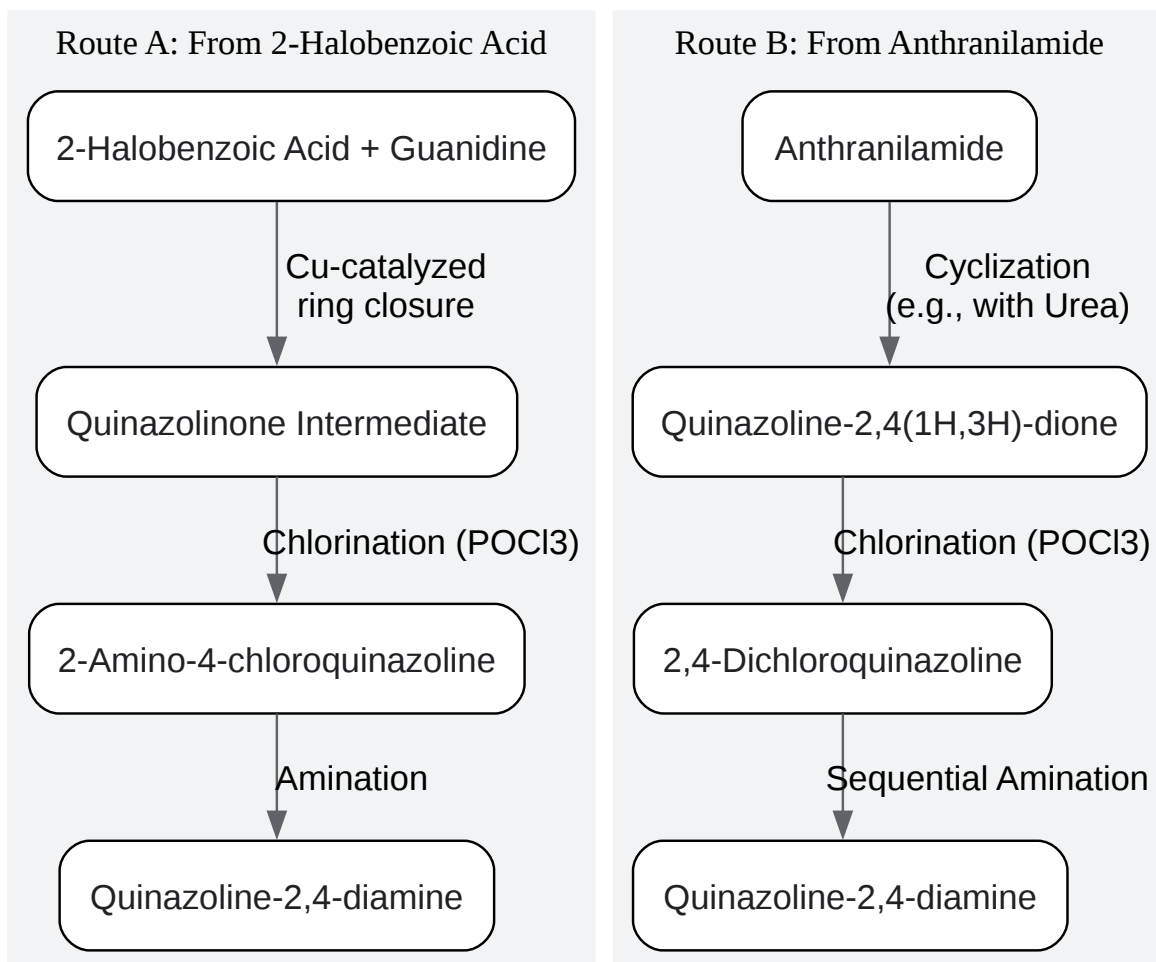 Route A: From 2-Halobenzoic Acid
2-Halobenzoic Acid + Guanidine
Cu-catalyzed
ring closure
Quinazolinone Intermediate
Chlorination (POCl3)
2-Amino-4-chloroquinazoline
Amination
Quinazoline-2,4-diamine
Route B: From Anthranilamide
Anthranilamide
Cyclization
(e.g., with Urea)
Quinazoline-2,4(1H,3H)-dione
Chlorination (POCl3)
2,4-Dichloroquinazoline
Sequential Amination
Quinazoline-2,4-diamine